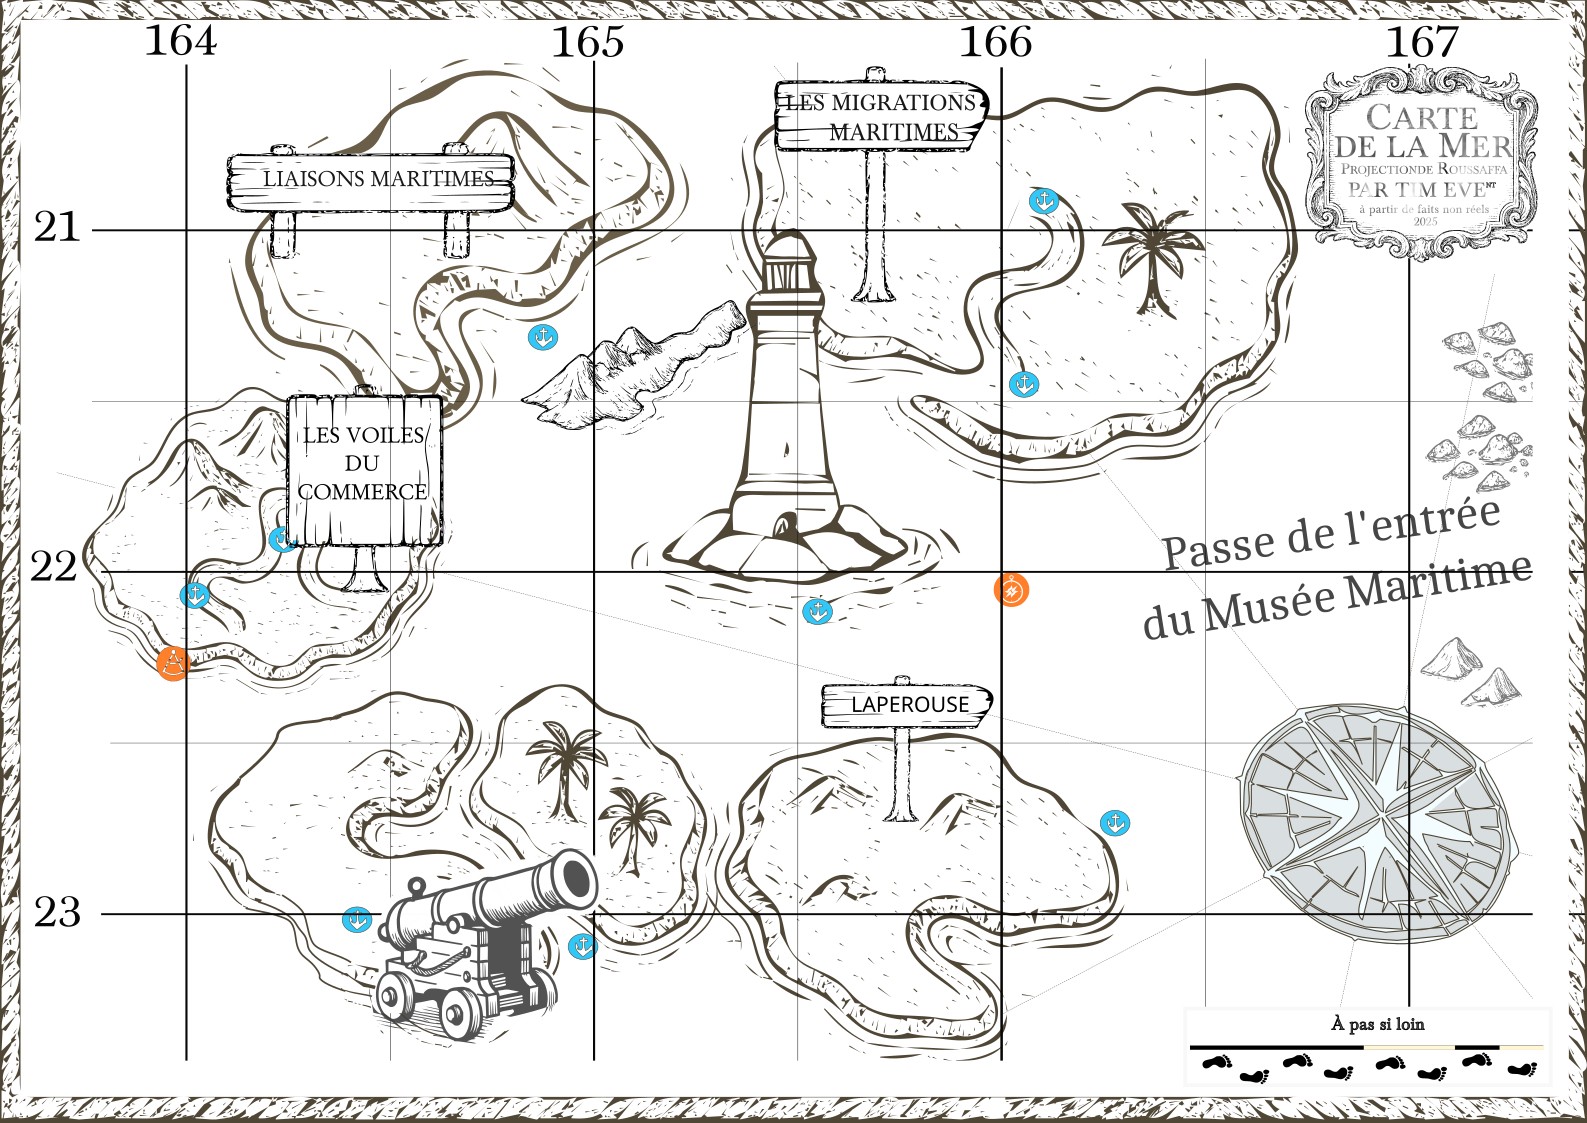 164
165
166
167
LES MIGRATIONS
MARITIMES
CARTE
DE LA MER
PROJECTIONDE ROUSSAFFA
PAR TIM EVENT
à partir de faits non réels
2025
LIAISONS MARITIMES
21
LES VOILES
DU
COMMERCE
Passe de l'entrée
du Musée Maritime
22
LAPEROUSE
23
À pas si loin